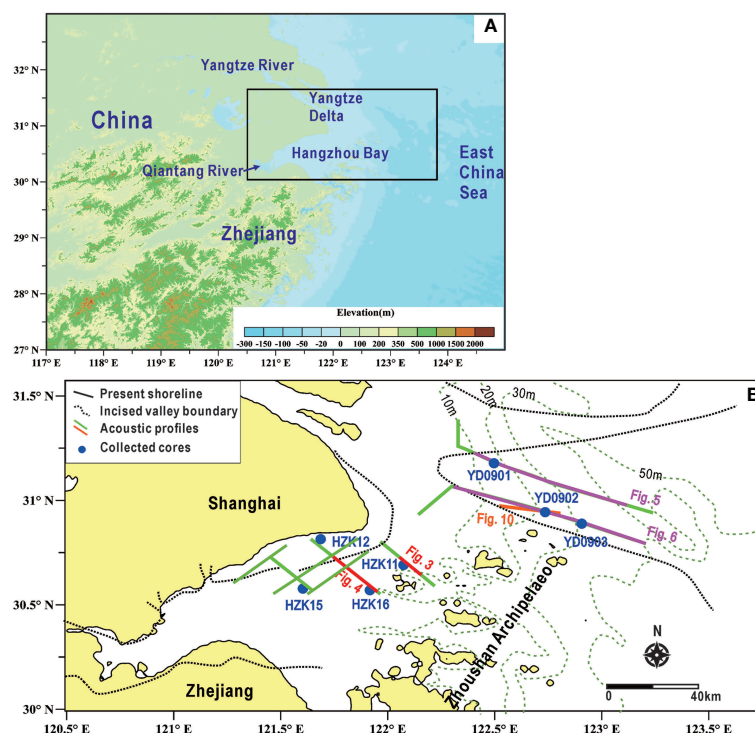 A
32° N
31° N
30° N
29° N
28° N
27° N
Yangtze River
Yangtze
Delta
China
Hangzhou Bay
Qiantang River
East
China
Sea
Zhejiang
Elevation(m)
-300 -100 -50 -20 0 100 200 350 500 1000 1500 2000
117°E 118°E 119°E 120°E 121°E 122°E 123°E
B
31.5° N
31° N
30.5° N
30° N
Present shoreline
Incised valley boundary
Acoustic profiles
Collected cores
10m
20m
30m
50m
YD0901
YD0902
YD0903
Fig. 5
Fig. 6
Fig. 10
Shanghai
HZK12
HZK11
Fig. 3
Fig. 4
HZK15
HZK16
Zhoushan Archipelaeo
Zhejiang
N
0 40km
120.5°E 121°E 121.5°E 122°E 122.5°E 123°E 123.5°E